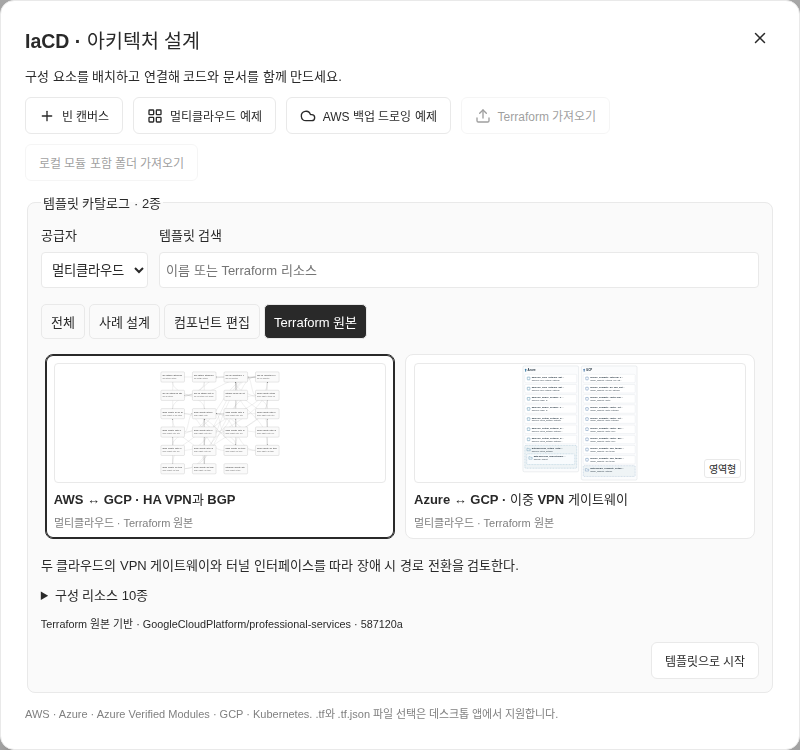 IaCD · 아키텍처 설계
구성 요소를 배치하고 연결해 코드와 문서를 함께 만드세요.
빈 캔버스
멀티클라우드 예제
AWS 백업 드로잉 예제
Terraform 가져오기
로컬 모듈 포함 폴더 가져오기
템플릿 카탈로그 · 2종
공급자
템플릿 검색
멀티클라우드
이름 또는 Terraform 리소스
전체
사례 설계
컴포넌트 편집
Terraform 원본
Azure
GCP
영역형
AWS ↔ GCP · HA VPN과 BGP
멀티클라우드 · Terraform 원본
Azure ↔ GCP · 이중 VPN 게이트웨이
멀티클라우드 · Terraform 원본
두 클라우드의 VPN 게이트웨이와 터널 인터페이스를 따라 장애 시 경로 전환을 검토한다.
▶ 구성 리소스 10종
Terraform 원본 기반 · GoogleCloudPlatform/professional-services · 587120a
템플릿으로 시작
AWS · Azure · Azure Verified Modules · GCP · Kubernetes. .tf와 .tf.json 파일 선택은 데스크톱 앱에서 지원합니다.